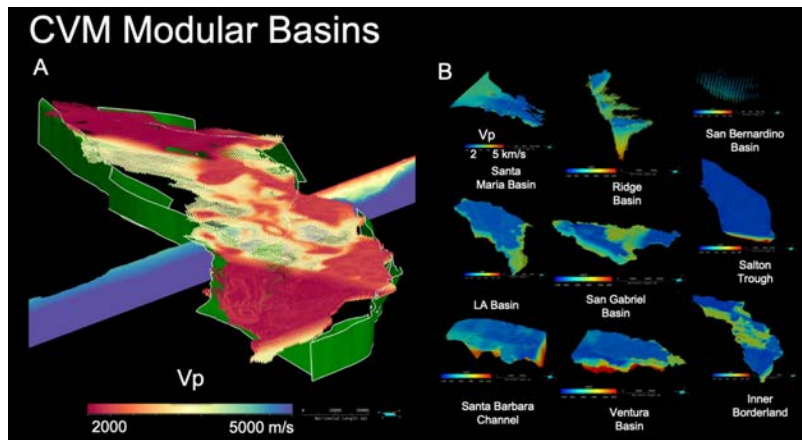 CVM Modular Basins
A
Vp
2000
5000 m/s
B
Vp
2 5 km/s
Santa
Maria Basin
Ridge
Basin
San Bernardino
Basin
LA Basin
San Gabriel
Basin
Salton
Trough
Santa Barbara
Channel
Ventura
Basin
Inner
Borderland